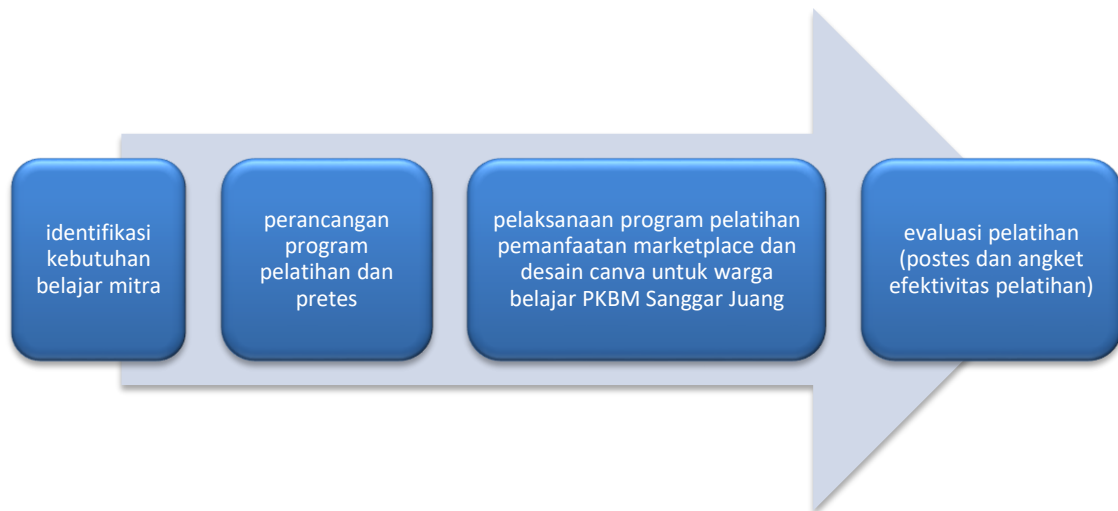 identifikasi
kebutuhan
belajar mitra
perancangan
program
pelatihan dan
pretes
pelaksanaan program pelatihan
pemanfaatan marketplace dan
desain canva untuk warga
belajar PKBM Sanggar Juang
evaluasi pelatihan
(postes dan angket
efektivitas pelatihan)